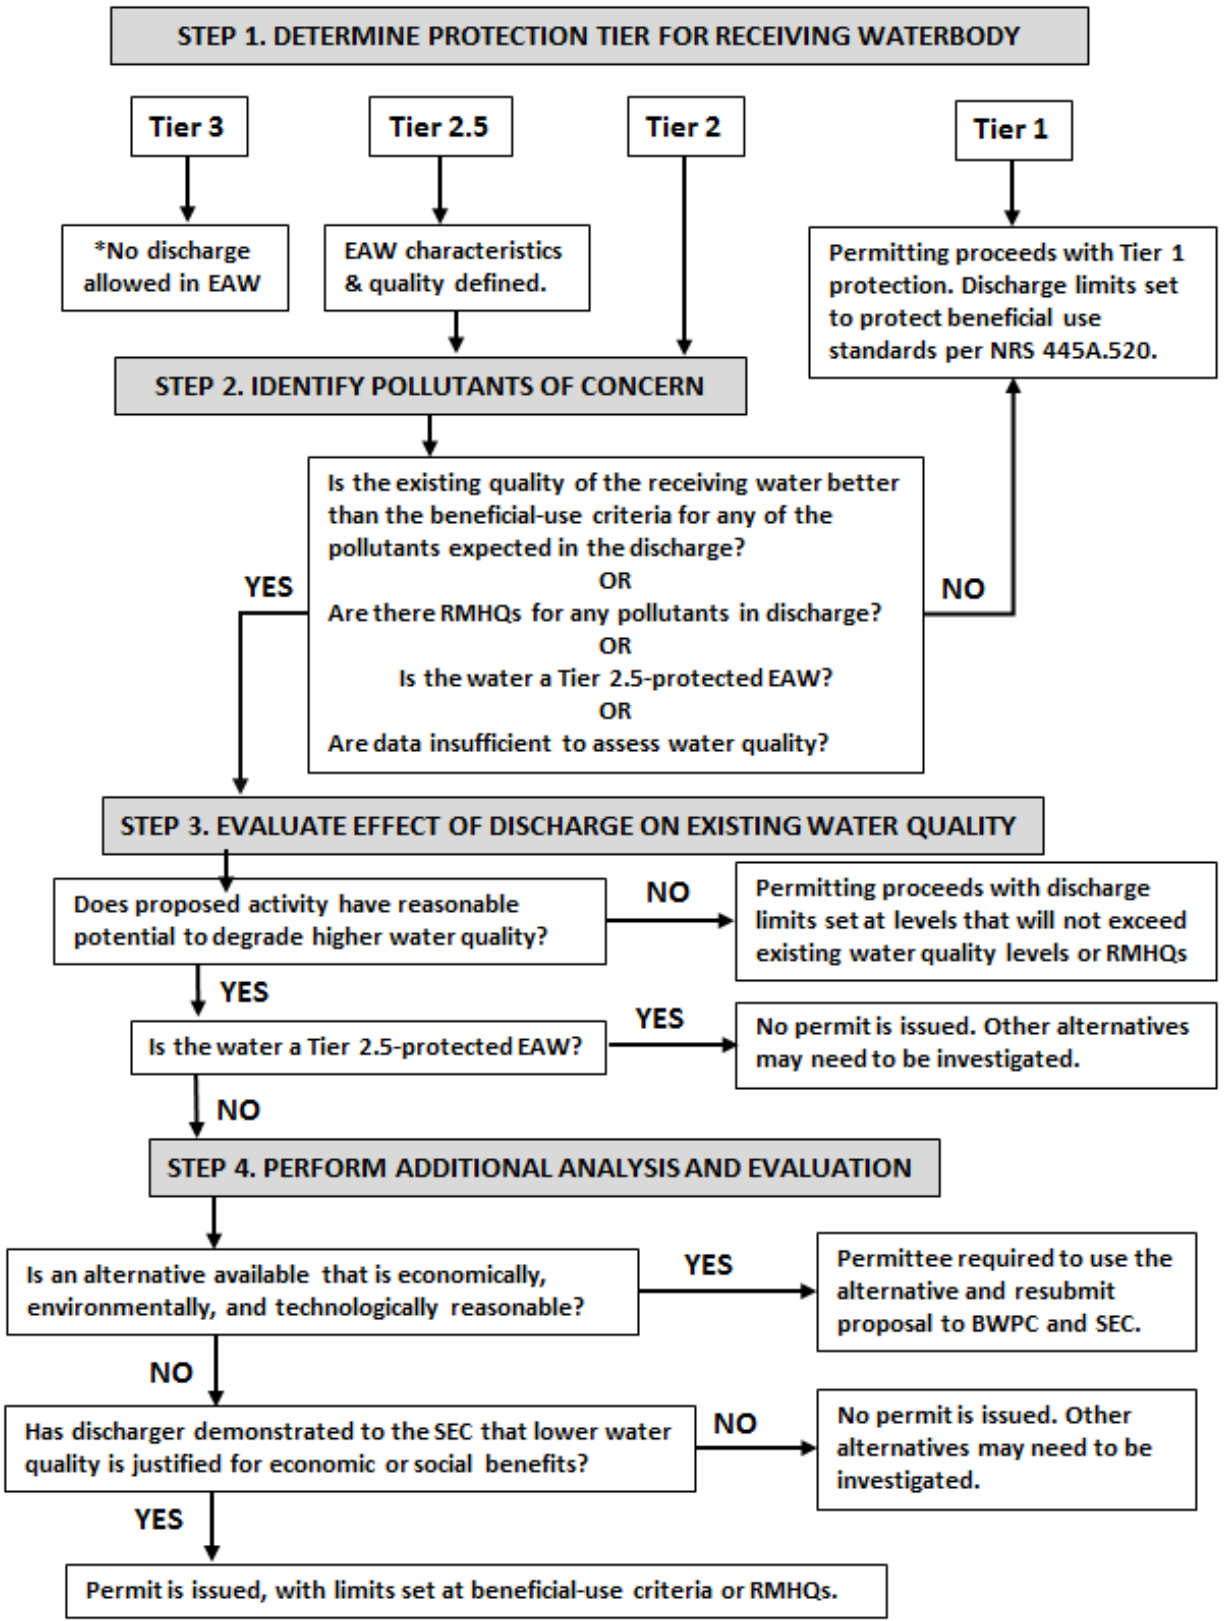 STEP 1. DETERMINE PROTECTION TIER FOR RECEIVING WATERBODY
Tier 3
Tier 2.5
Tier 2
Tier 1
*No discharge
allowed in EAW
EAW characteristics
& quality defined.
Permitting proceeds with Tier 1
protection. Discharge limits set
to protect beneficial use
standards per NRS 445A.520.
STEP 2. IDENTIFY POLLUTANTS OF CONCERN
Is the existing quality of the receiving water better
than the beneficial-use criteria for any of the
pollutants expected in the discharge?
OR
Are there RMHQs for any pollutants in discharge?
OR
Is the water a Tier 2.5-protected EAW?
OR
Are data insufficient to assess water quality?
YES
NO
STEP 3. EVALUATE EFFECT OF DISCHARGE ON EXISTING WATER QUALITY
Does proposed activity have reasonable
potential to degrade higher water quality?
NO
Permitting proceeds with discharge
limits set at levels that will not exceed
existing water quality levels or RMHQs
YES
Is the water a Tier 2.5-protected EAW?
YES
No permit is issued. Other alternatives
may need to be investigated.
NO
STEP 4. PERFORM ADDITIONAL ANALYSIS AND EVALUATION
Is an alternative available that is economically,
environmentally, and technologically reasonable?
YES
Permittee required to use the
alternative and resubmit
proposal to BWPC and SEC.
NO
Has discharger demonstrated to the SEC that lower water
quality is justified for economic or social benefits?
NO
No permit is issued. Other
alternatives may need to be
investigated.
YES
Permit is issued, with limits set at beneficial-use criteria or RMHQs.